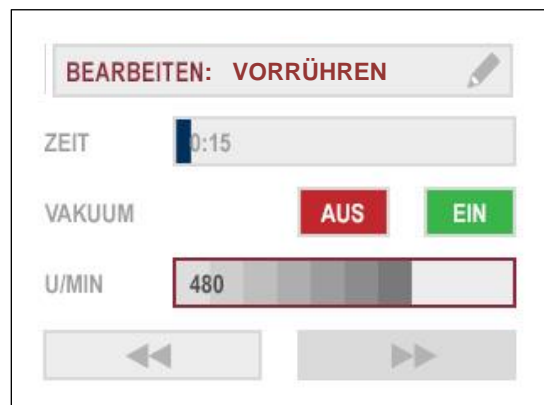 BEARBEITEN: VORRÜHREN
ZEIT 0:15
VAKUUM AUS EIN
U/MIN 480